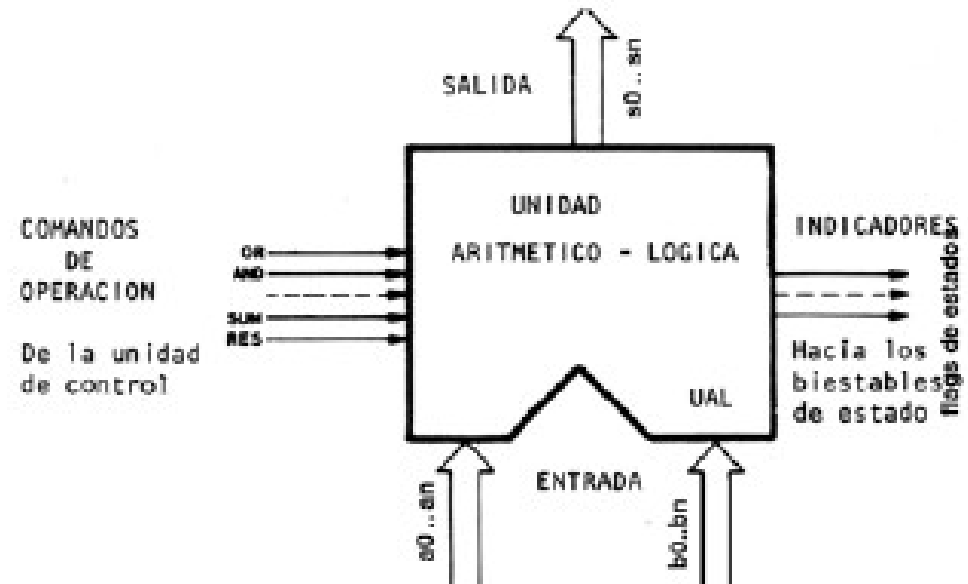 SALIDA
s0..sn
UNIDAD
ARITMETICO - LOGICA
COMANDOS
DE
OPERACION
De la unidad
de control
OR
AND
SUM
RES
INDICADORES
flags de estados
Hacia los
biestables
de estado
UAL
ENTRADA
a0..an
b0..bn